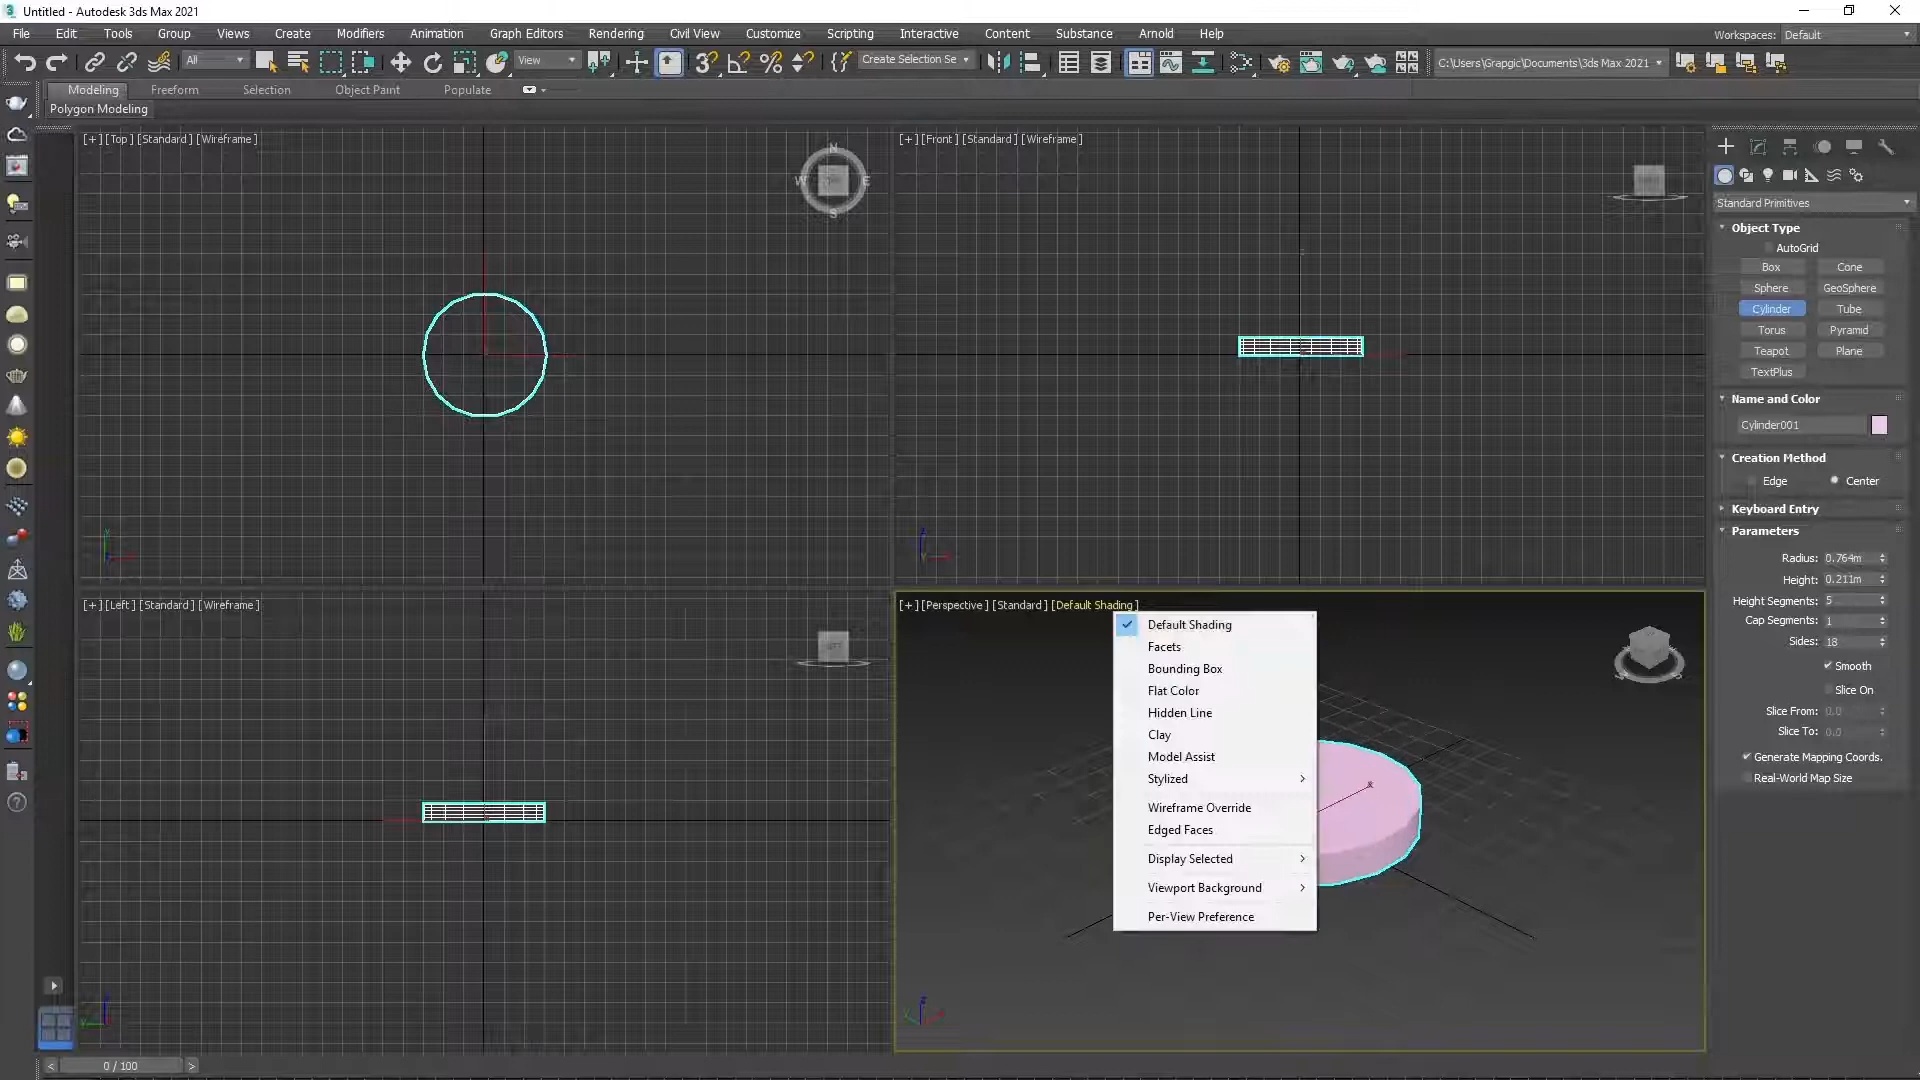 Untitled - Autodesk 3ds Max 2021
File Edit Tools Group Views Create Modifiers Animation Graph Editors Rendering Civil View Customize Scripting Interactive Content Substance Arnold Help
Workspaces: Default
All
View
Create Selection Se
C:\Users\Grapgic\Documents\3ds Max 2021
Modeling Freeform Selection Object Paint Populate
Polygon Modeling
[+] [Top] [Standard] [Wireframe]
N
W
E
S
[+] [Front] [Standard] [Wireframe]
[+] [Left] [Standard] [Wireframe]
[+] [Perspective] [Standard] [Default Shading]
Default Shading
Facets
Bounding Box
Flat Color
Hidden Line
Clay
Model Assist
Stylized
Wireframe Override
Edged Faces
Display Selected
Viewport Background
Per-View Preference
Standard Primitives
Object Type
AutoGrid
Box Cone
Sphere GeoSphere
Cylinder Tube
Torus Pyramid
Teapot Plane
TextPlus
Name and Color
Cylinder001
Creation Method
Edge Center
Keyboard Entry
Parameters
Radius: 0.764m
Height: 0.211m
Height Segments: 5
Cap Segments: 1
Sides: 18
Smooth
Slice On
Slice From: 0.0
Slice To: 0.0
Generate Mapping Coords.
Real-World Map Size
< 0 / 100 >